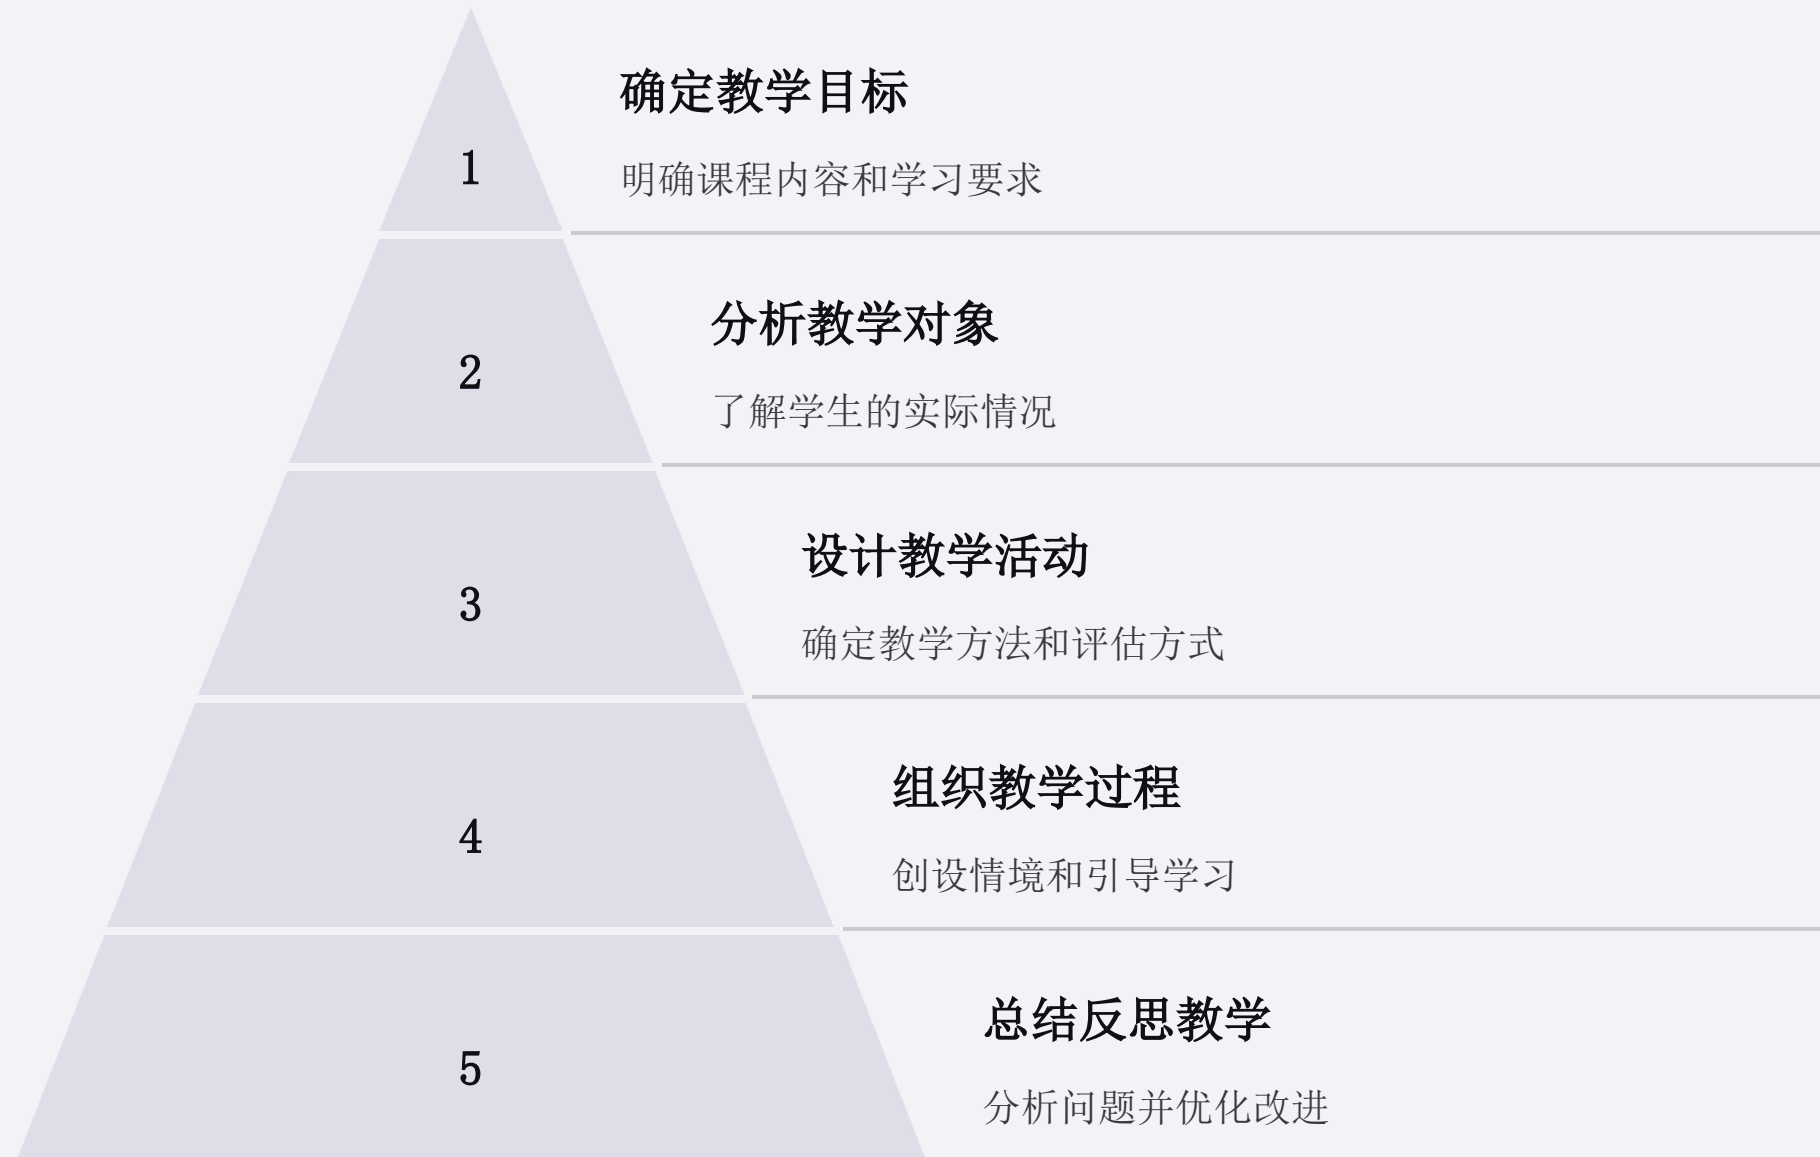 确定教学目标
1
明确课程内容和学习要求
分析教学对象
2
了解学生的实际情况
设计教学活动
3
确定教学方法和评估方式
组织教学过程
4
创设情境和引导学习
总结反思教学
5
分析问题并优化改进